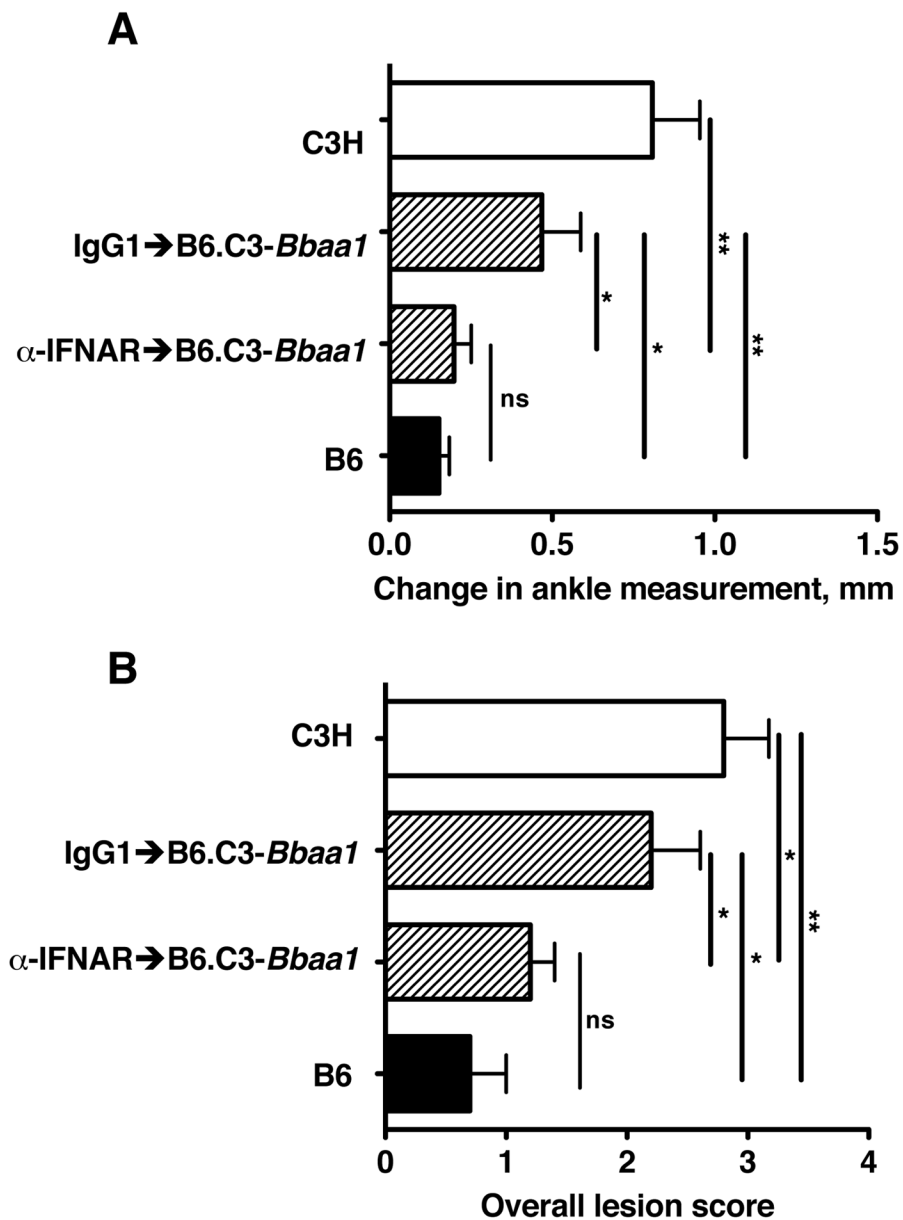 A
C3H
IgG1➔B6.C3-Bbaa1
α-IFNAR➔B6.C3-Bbaa1
B6
**
*
*
**
ns
0.0 0.5 1.0 1.5
Change in ankle measurement, mm
B
C3H
IgG1➔B6.C3-Bbaa1
α-IFNAR➔B6.C3-Bbaa1
B6
*
*
**
*
ns
0 1 2 3 4
Overall lesion score